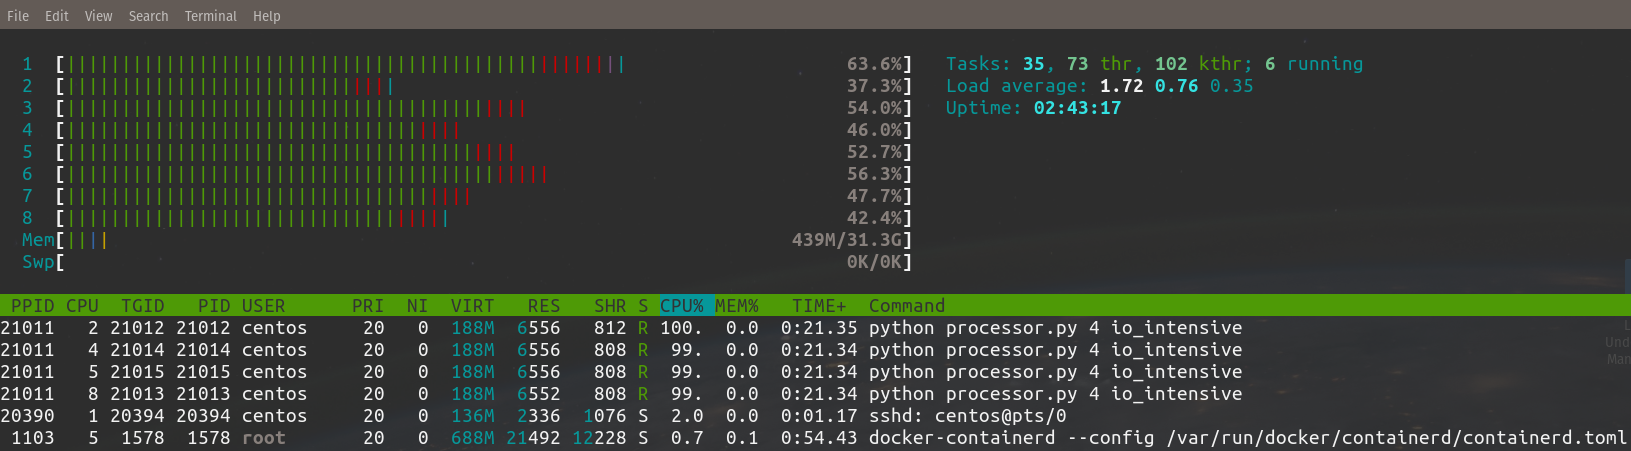 File Edit View Search Terminal Help
1 [||||||||||||||||||||||||||||||||||||||||||||||||||| 63.6%] Tasks: 35, 73 thr, 102 kthr; 6 running
2 [|||||||||||||||||||||||||||||| 37.3%] Load average: 1.72 0.76 0.35
3 [|||||||||||||||||||||||||||||||||||||||||| 54.0%] Uptime: 02:43:17
4 [|||||||||||||||||||||||||||||||||||| 46.0%]
5 [||||||||||||||||||||||||||||||||||||||||| 52.7%]
6 [|||||||||||||||||||||||||||||||||||||||||||| 56.3%]
7 [||||||||||||||||||||||||||||||||||||| 47.7%]
8 [||||||||||||||||||||||||||||||||||| 42.4%]
Mem[|||| 439M/31.3G]
Swp[ 0K/0K]
PPID CPU TGID PID USER PRI NI VIRT RES SHR S CPU% MEM% TIME+ Command
21011 2 21012 21012 centos 20 0 188M 6556 812 R 100. 0.0 0:21.35 python processor.py 4 io_intensive
21011 4 21014 21014 centos 20 0 188M 6556 808 R 99. 0.0 0:21.34 python processor.py 4 io_intensive
21011 5 21015 21015 centos 20 0 188M 6556 808 R 99. 0.0 0:21.34 python processor.py 4 io_intensive
21011 8 21013 21013 centos 20 0 188M 6552 808 R 99. 0.0 0:21.34 python processor.py 4 io_intensive
20390 1 20394 20394 centos 20 0 136M 2336 1076 S 2.0 0.0 0:01.17 sshd: centos@pts/0
1103 5 1578 1578 root 20 0 688M 21492 12228 S 0.7 0.1 0:54.43 docker-containerd --config /var/run/docker/containerd/containerd.toml